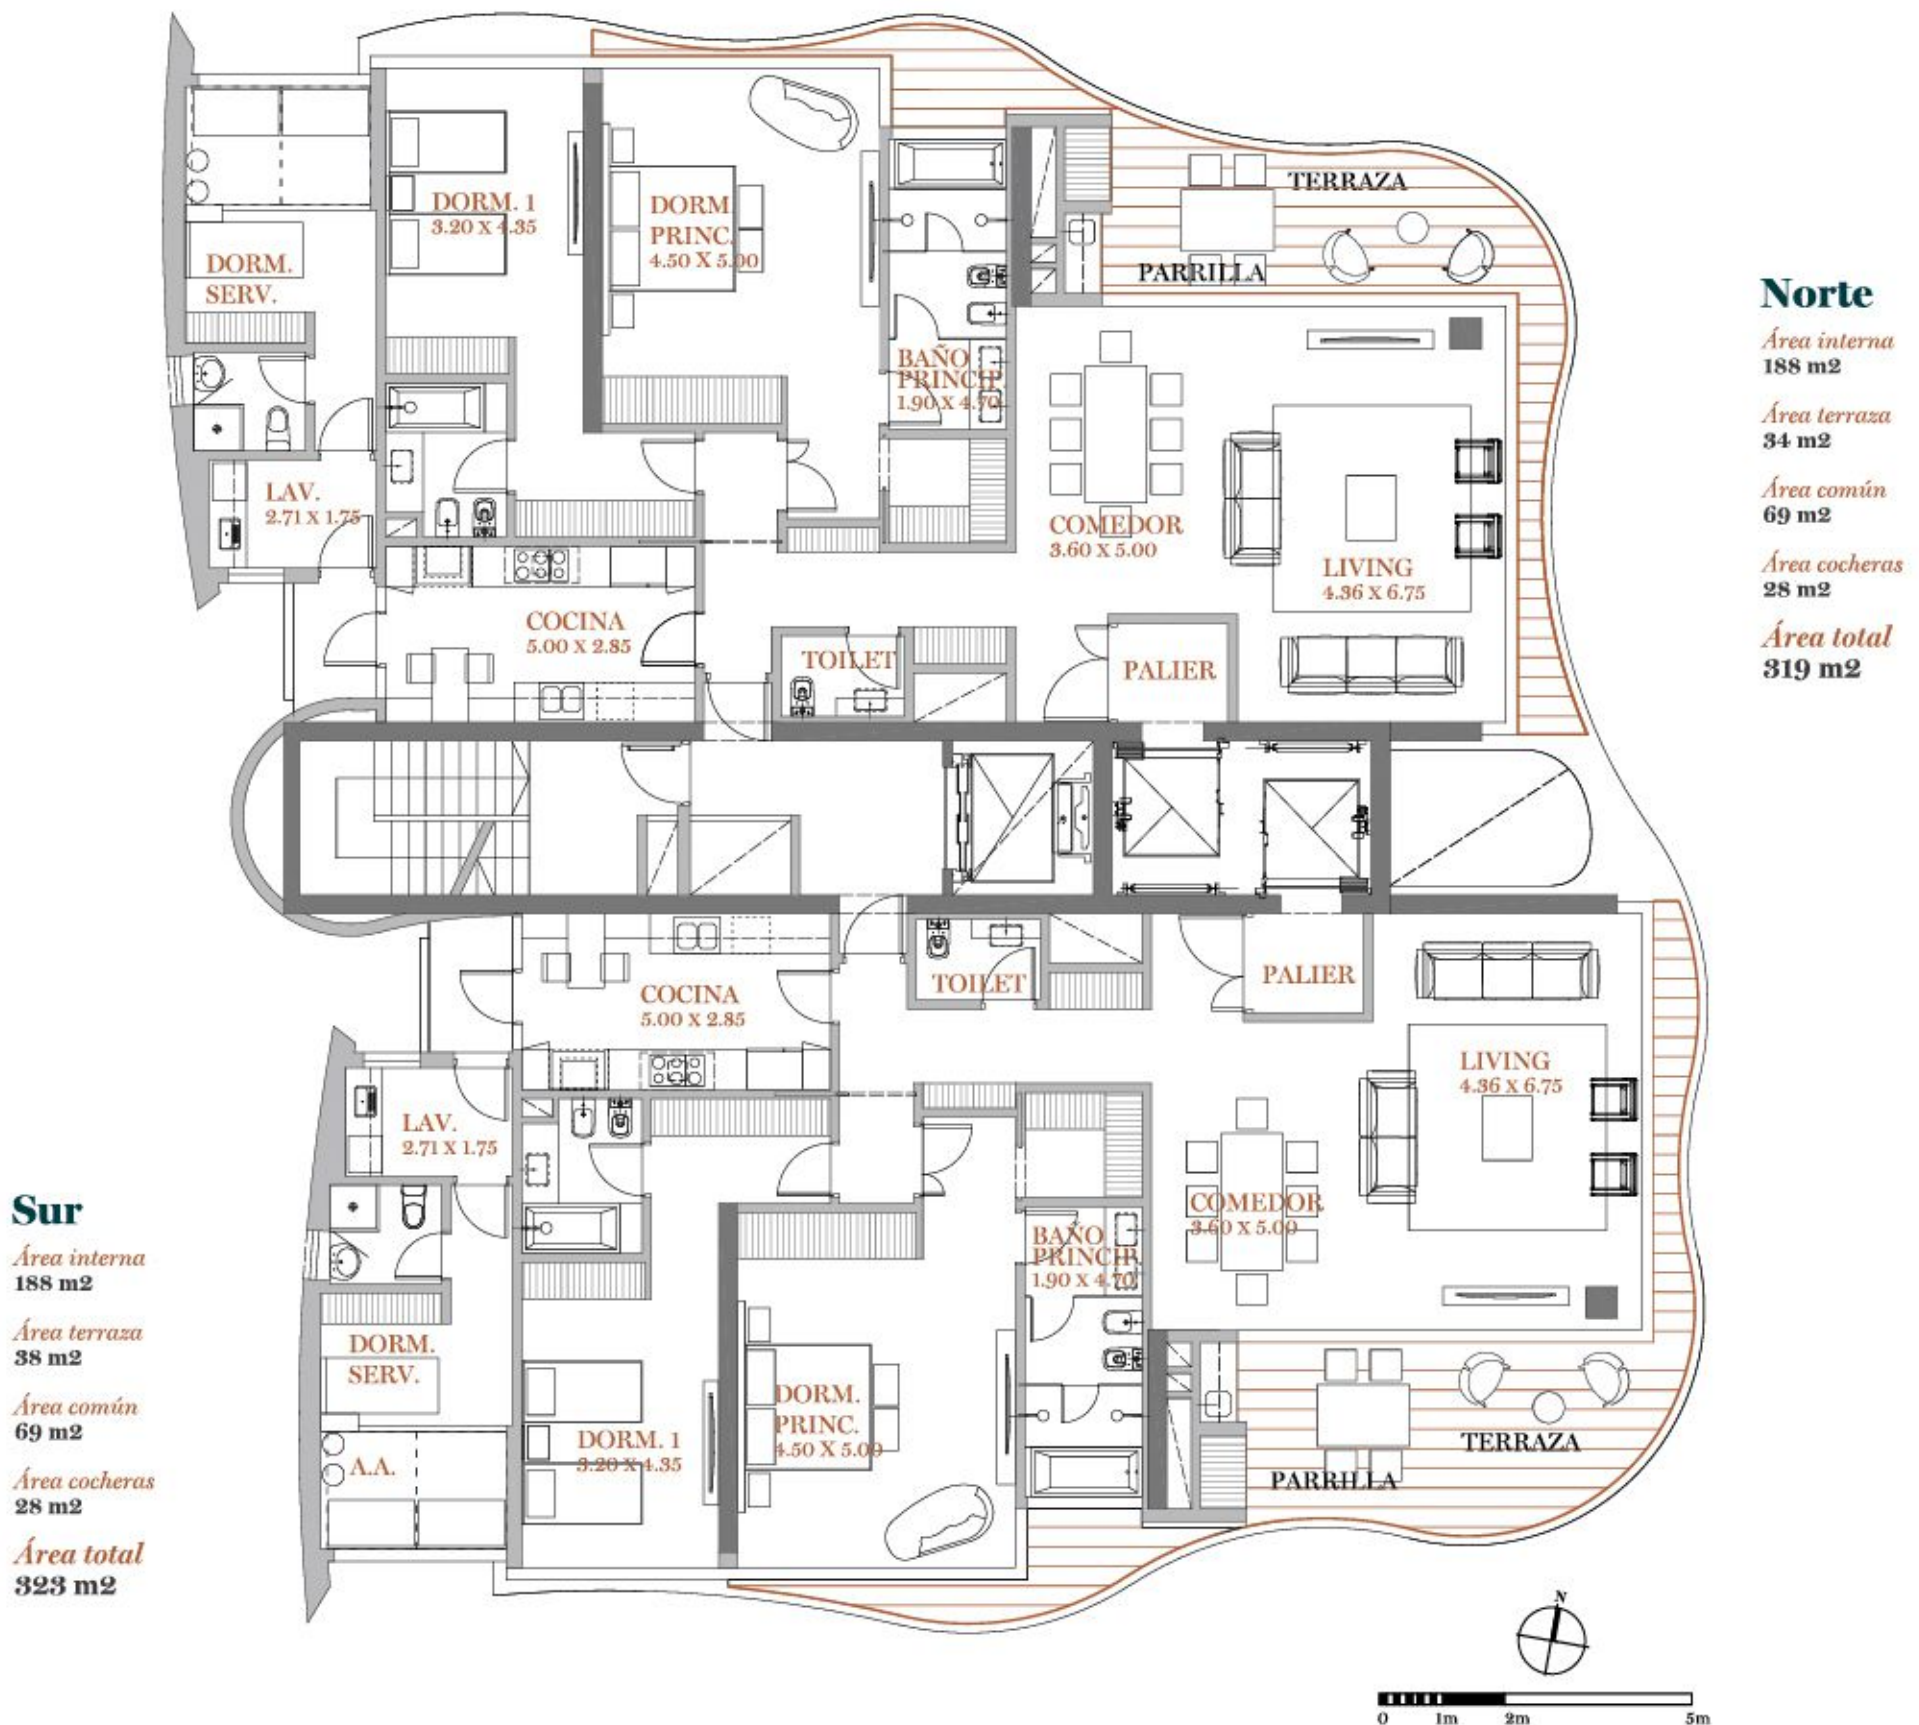 TERRAZA
DORM. 1
3.20 X 4.35
DORM.
PRINC.
4.50 X 5.00
DORM.
SERV.
PARRILLA
BAÑO
PRINCIP.
1.90 X 4.70
LAV.
2.71 X 1.75
COMEDOR
3.60 X 5.00
LIVING
4.36 X 6.75
COCINA
5.00 X 2.85
TOILET
PALIER
Norte
Área interna
188 m2
Área terraza
34 m2
Área común
69 m2
Área cocheras
28 m2
Área total
319 m2
COCINA
5.00 X 2.85
TOILET
PALIER
LIVING
4.36 X 6.75
LAV.
2.71 X 1.75
COMEDOR
3.60 X 5.00
BAÑO
PRINCIP.
1.90 X 4.70
DORM.
SERV.
DORM.
PRINC.
4.50 X 5.00
DORM. 1
3.20 X 4.35
A.A.
TERRAZA
PARRILLA
Sur
Área interna
188 m2
Área terraza
38 m2
Área común
69 m2
Área cocheras
28 m2
Área total
323 m2
N
0 1m 2m 5m